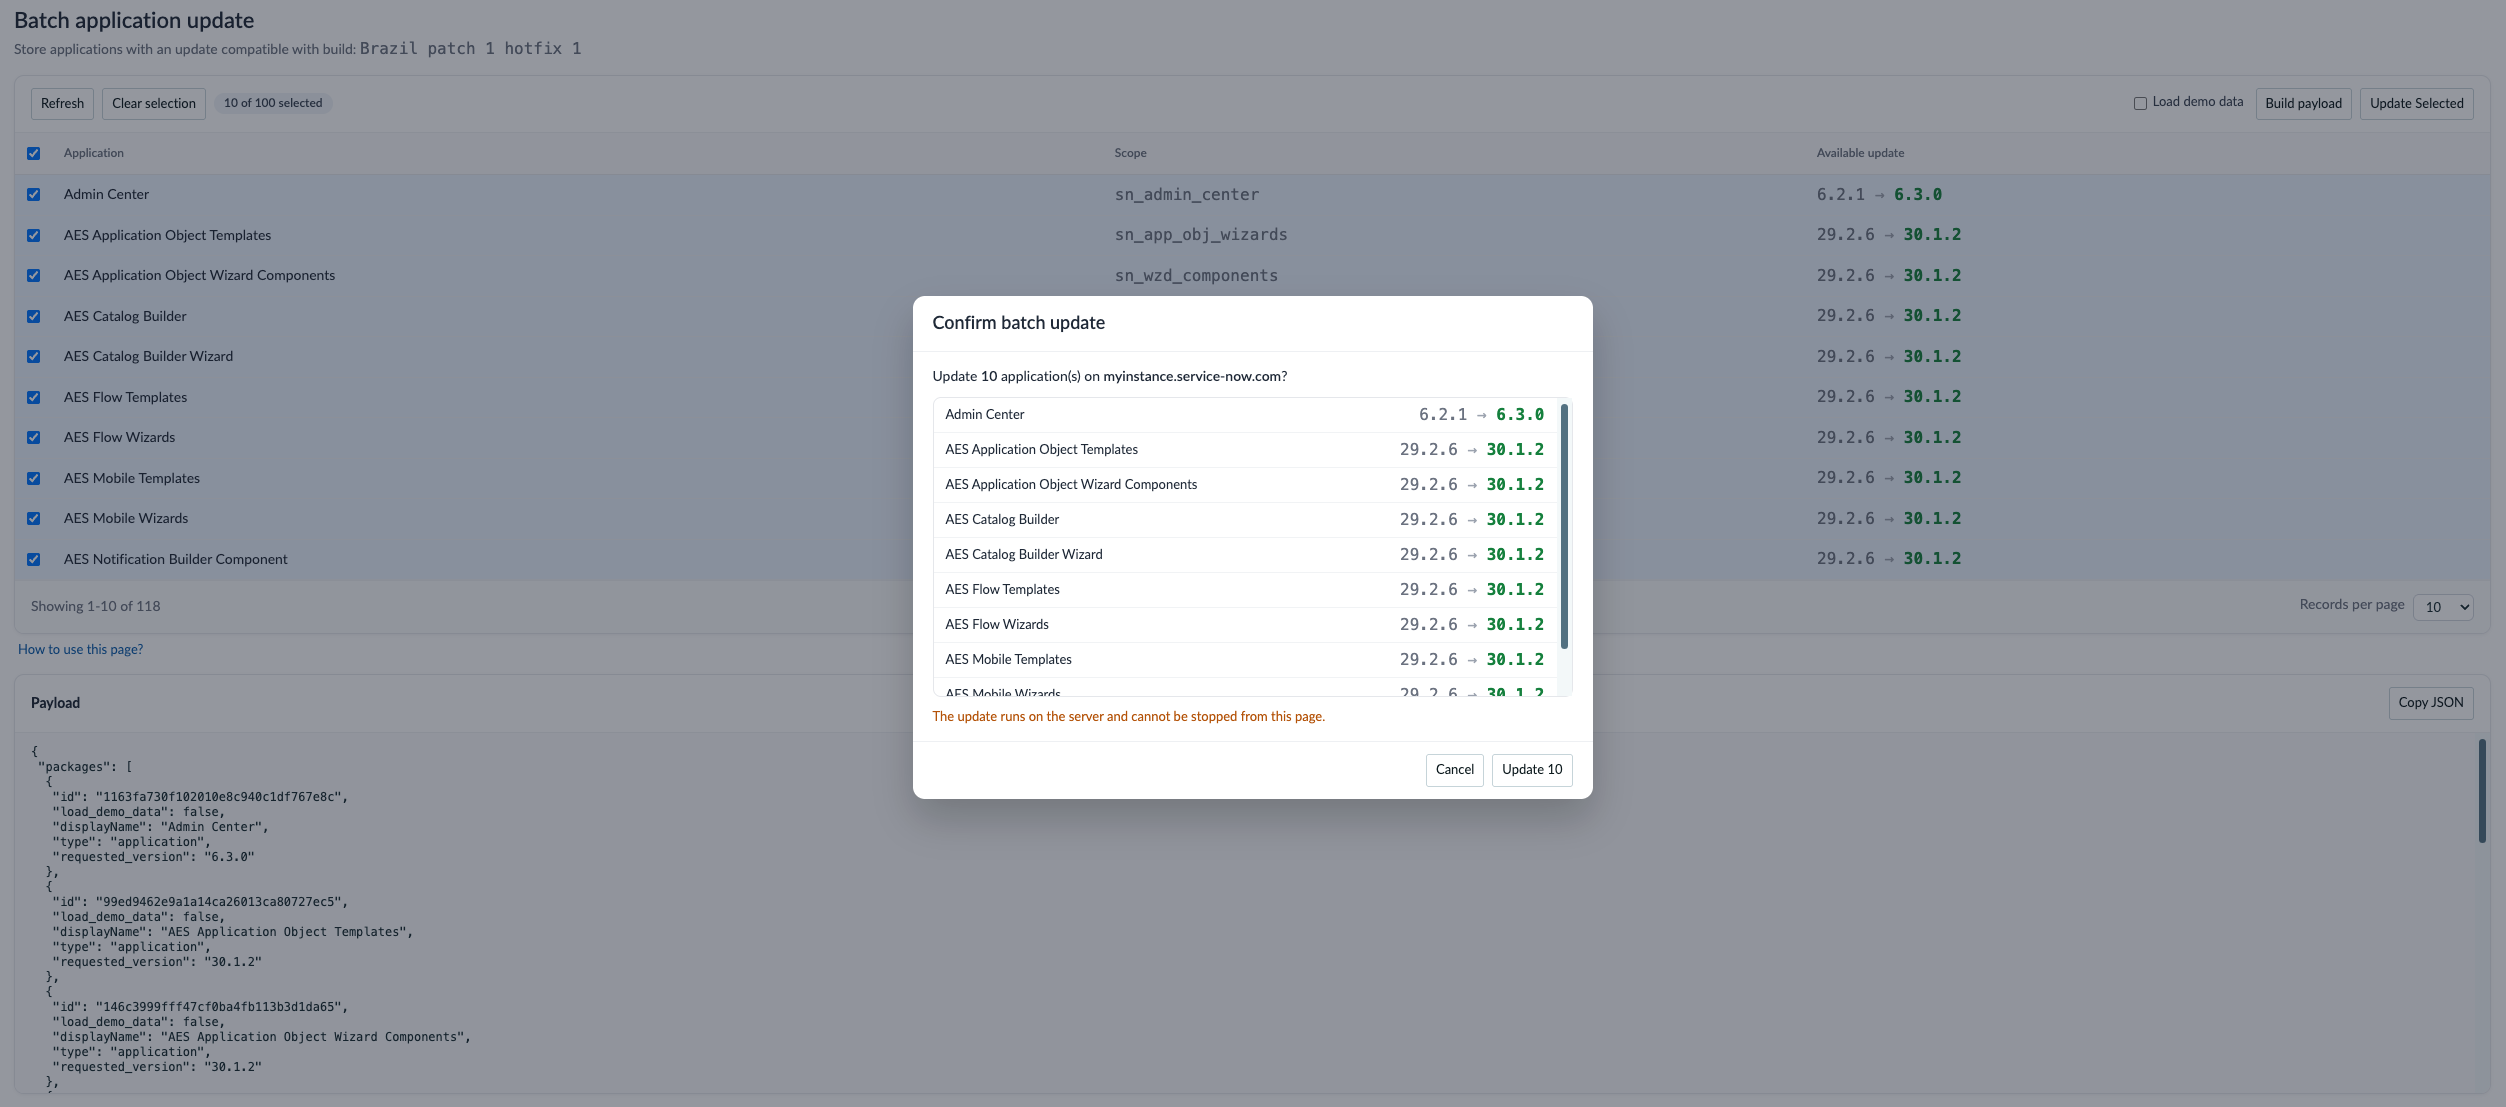 Batch application update
Store applications with an update compatible with build: Brazil patch 1 hotfix 1
Refresh Clear selection 10 of 100 selected Load demo data Build payload Update Selected
Application Scope Available update
Admin Center sn_admin_center 6.2.1 → 6.3.0
AES Application Object Templates sn_app_obj_wizards 29.2.6 → 30.1.2
AES Application Object Wizard Components sn_wzd_components 29.2.6 → 30.1.2
AES Catalog Builder 29.2.6 → 30.1.2
AES Catalog Builder Wizard 29.2.6 → 30.1.2
AES Flow Templates 29.2.6 → 30.1.2
AES Flow Wizards 29.2.6 → 30.1.2
AES Mobile Templates 29.2.6 → 30.1.2
AES Mobile Wizards 29.2.6 → 30.1.2
AES Notification Builder Component 29.2.6 → 30.1.2
Showing 1-10 of 118 Records per page 10
How to use this page?
Confirm batch update
Update 10 application(s) on myinstance.service-now.com?
Admin Center 6.2.1 → 6.3.0
AES Application Object Templates 29.2.6 → 30.1.2
AES Application Object Wizard Components 29.2.6 → 30.1.2
AES Catalog Builder 29.2.6 → 30.1.2
AES Catalog Builder Wizard 29.2.6 → 30.1.2
AES Flow Templates 29.2.6 → 30.1.2
AES Flow Wizards 29.2.6 → 30.1.2
AES Mobile Templates 29.2.6 → 30.1.2
AES Mobile Wizards 29.2.6 → 30.1.2
The update runs on the server and cannot be stopped from this page.
Cancel Update 10
Payload Copy JSON
{
"packages": [
{
"id": "1163fa730f102010e8c940c1df767e8c",
"load_demo_data": false,
"displayName": "Admin Center",
"type": "application",
"requested_version": "6.3.0"
},
{
"id": "99ed9462e9a1a14ca26013ca80727ec5",
"load_demo_data": false,
"displayName": "AES Application Object Templates",
"type": "application",
"requested_version": "30.1.2"
},
{
"id": "146c3999fff47cf0ba4fb113b3d1da65",
"load_demo_data": false,
"displayName": "AES Application Object Wizard Components",
"type": "application",
"requested_version": "30.1.2"
},